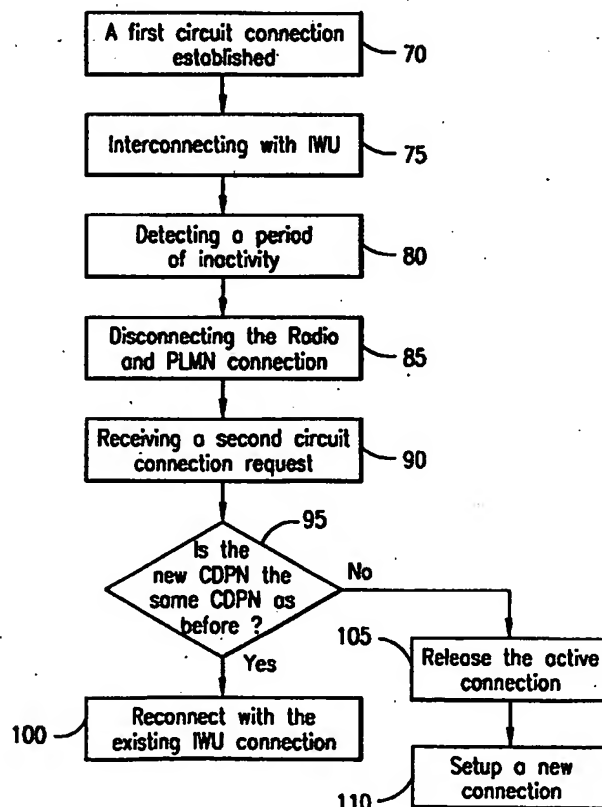 A first circuit connection
established
70
Interconnecting with IWU
75
Detecting a period
of inactivity
80
Disconnecting the Radio
and PLMN connection
85
Receiving a second circuit
connection request
90
95
Is the
new CDPN the
same CDPN as
before ?
No
Yes
105
Release the active
connection
100
Reconnect with the
existing IWU connection
Setup a new
connection
110